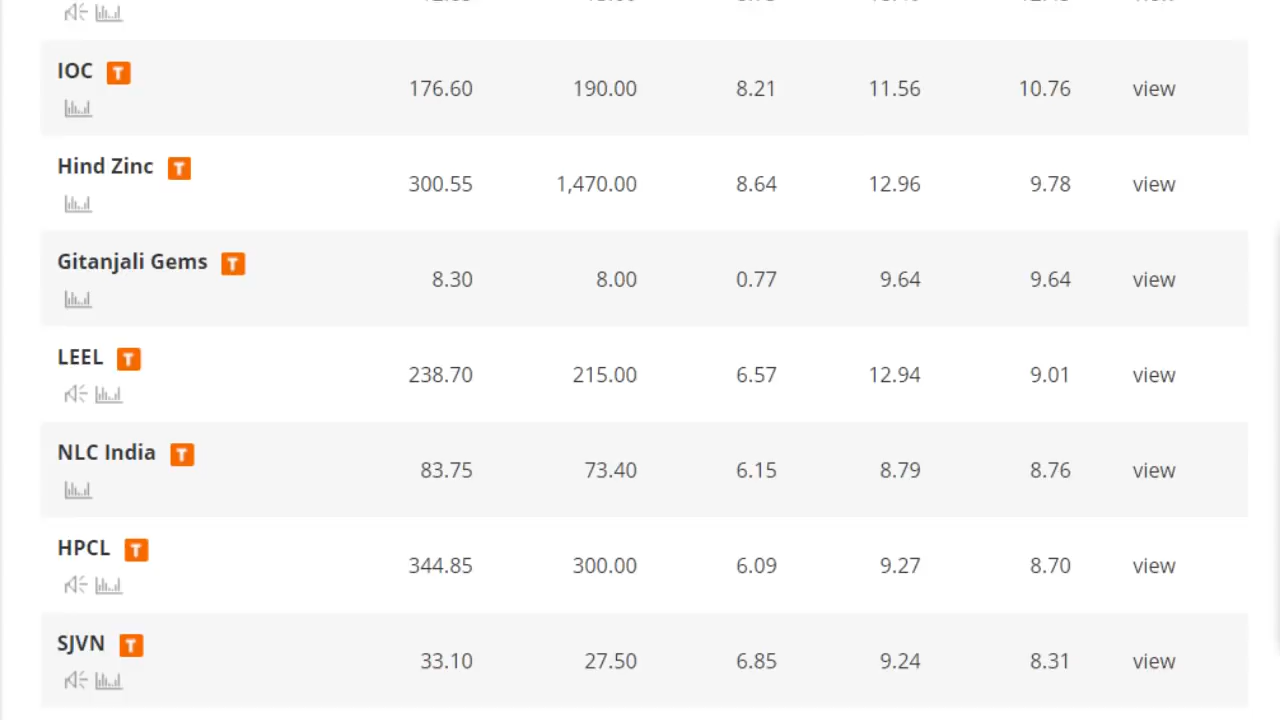 IOC T 176.60 190.00 8.21 11.56 10.76 view
Hind Zinc T 300.55 1,470.00 8.64 12.96 9.78 view
Gitanjali Gems T 8.30 8.00 0.77 9.64 9.64 view
LEEL T 238.70 215.00 6.57 12.94 9.01 view
NLC India T 83.75 73.40 6.15 8.79 8.76 view
HPCL T 344.85 300.00 6.09 9.27 8.70 view
SJVN T 33.10 27.50 6.85 9.24 8.31 view